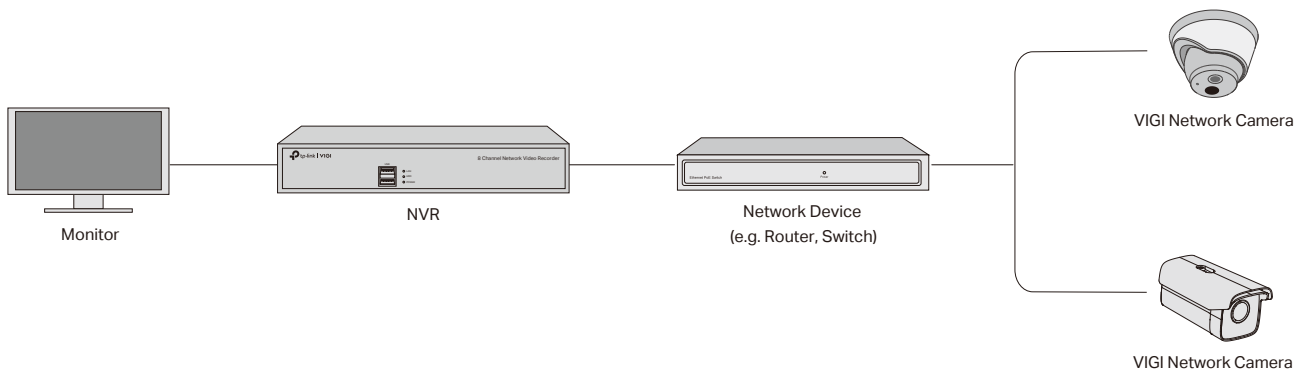 Monitor
tp-link | VIGI
8 Channel Network Video Recorder
NVR
Ethernet PoE Switch
Network Device
(e.g. Router, Switch)
VIGI Network Camera
VIGI Network Camera